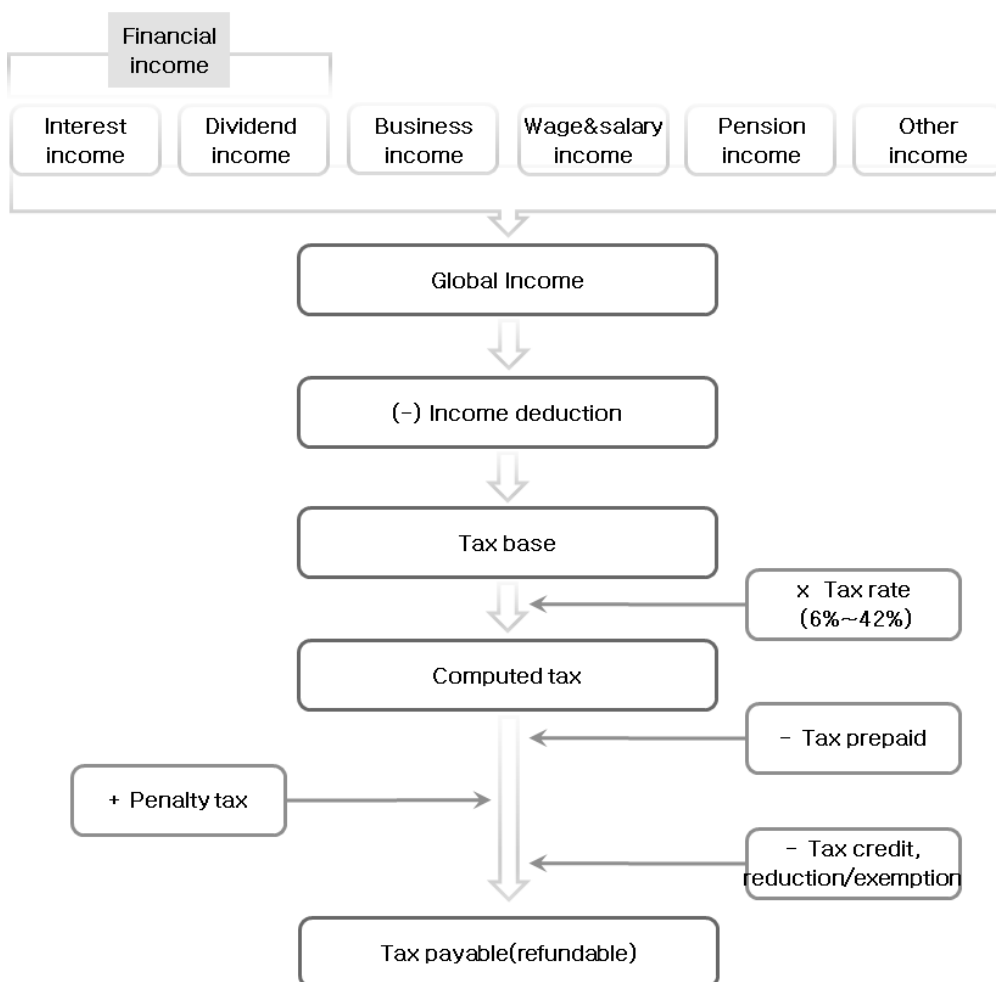 Financial
income
Interest
income
Dividend
income
Business
income
Wage&salary
income
Pension
income
Other
income
Global Income
(-) Income deduction
Tax base
x Tax rate
(6%~42%)
Computed tax
- Tax prepaid
+ Penalty tax
- Tax credit,
reduction/exemption
Tax payable(refundable)